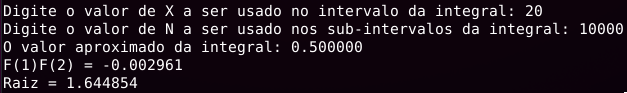 Digite o valor de X a ser usado no intervalo da integral: 20
Digite o valor de N a ser usado nos sub-intervalos da integral: 10000
O valor aproximado da integral: 0.500000
F(1)F(2) = -0.002961
Raiz = 1.644854